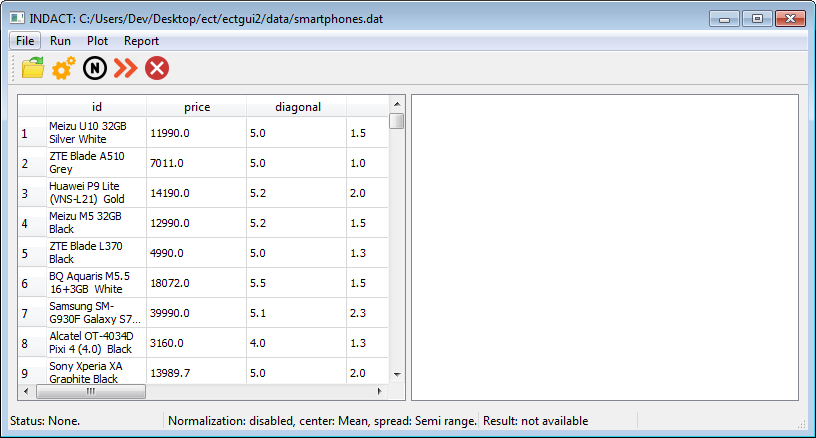 INDACT: C:/Users/Dev/Desktop/ect/ectgui2/data/smartphones.dat
File Run Plot Report
N
id price diagonal
1 Meizu U10 32GB Silver White 11990.0 5.0 1.5
2 ZTE Blade A510 Grey 7011.0 5.0 1.0
3 Huawei P9 Lite (VNS-L21) Gold 14190.0 5.2 2.0
4 Meizu M5 32GB Black 12990.0 5.2 1.5
5 ZTE Blade L370 Black 4990.0 5.0 1.3
6 BQ Aquaris M5.5 16+3GB White 18072.0 5.5 1.5
7 Samsung SM-G930F Galaxy S7... 39990.0 5.1 2.3
8 Alcatel OT-4034D Pixi 4 (4.0) Black 3160.0 4.0 1.3
9 Sony Xperia XA Graphite Black 13989.7 5.0 2.0
Status: None. Normalization: disabled, center: Mean, spread: Semi range. Result: not available